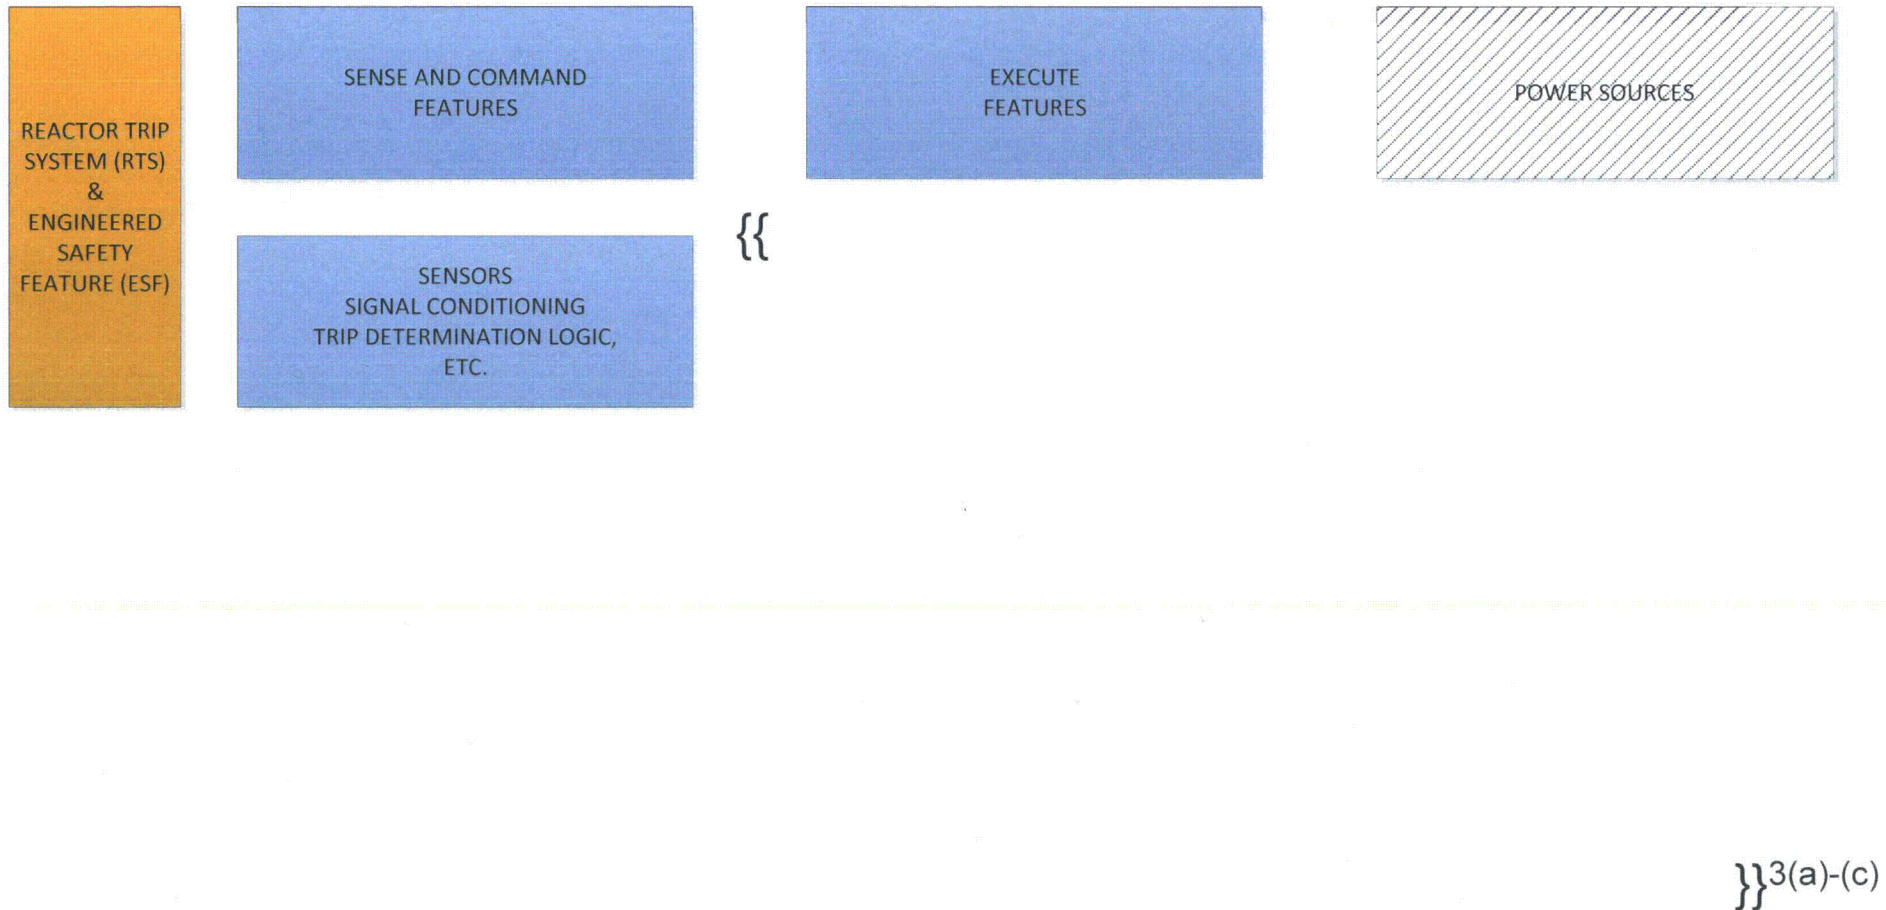 REACTOR TRIP
SYSTEM (RTS)
&
ENGINEERED
SAFETY
FEATURE (ESF)
SENSE AND COMMAND
FEATURES
EXECUTE
FEATURES
POWER SOURCES
SENSORS
SIGNAL CONDITIONING
TRIP DETERMINATION LOGIC,
ETC.
{{
}}3(a)-(c)